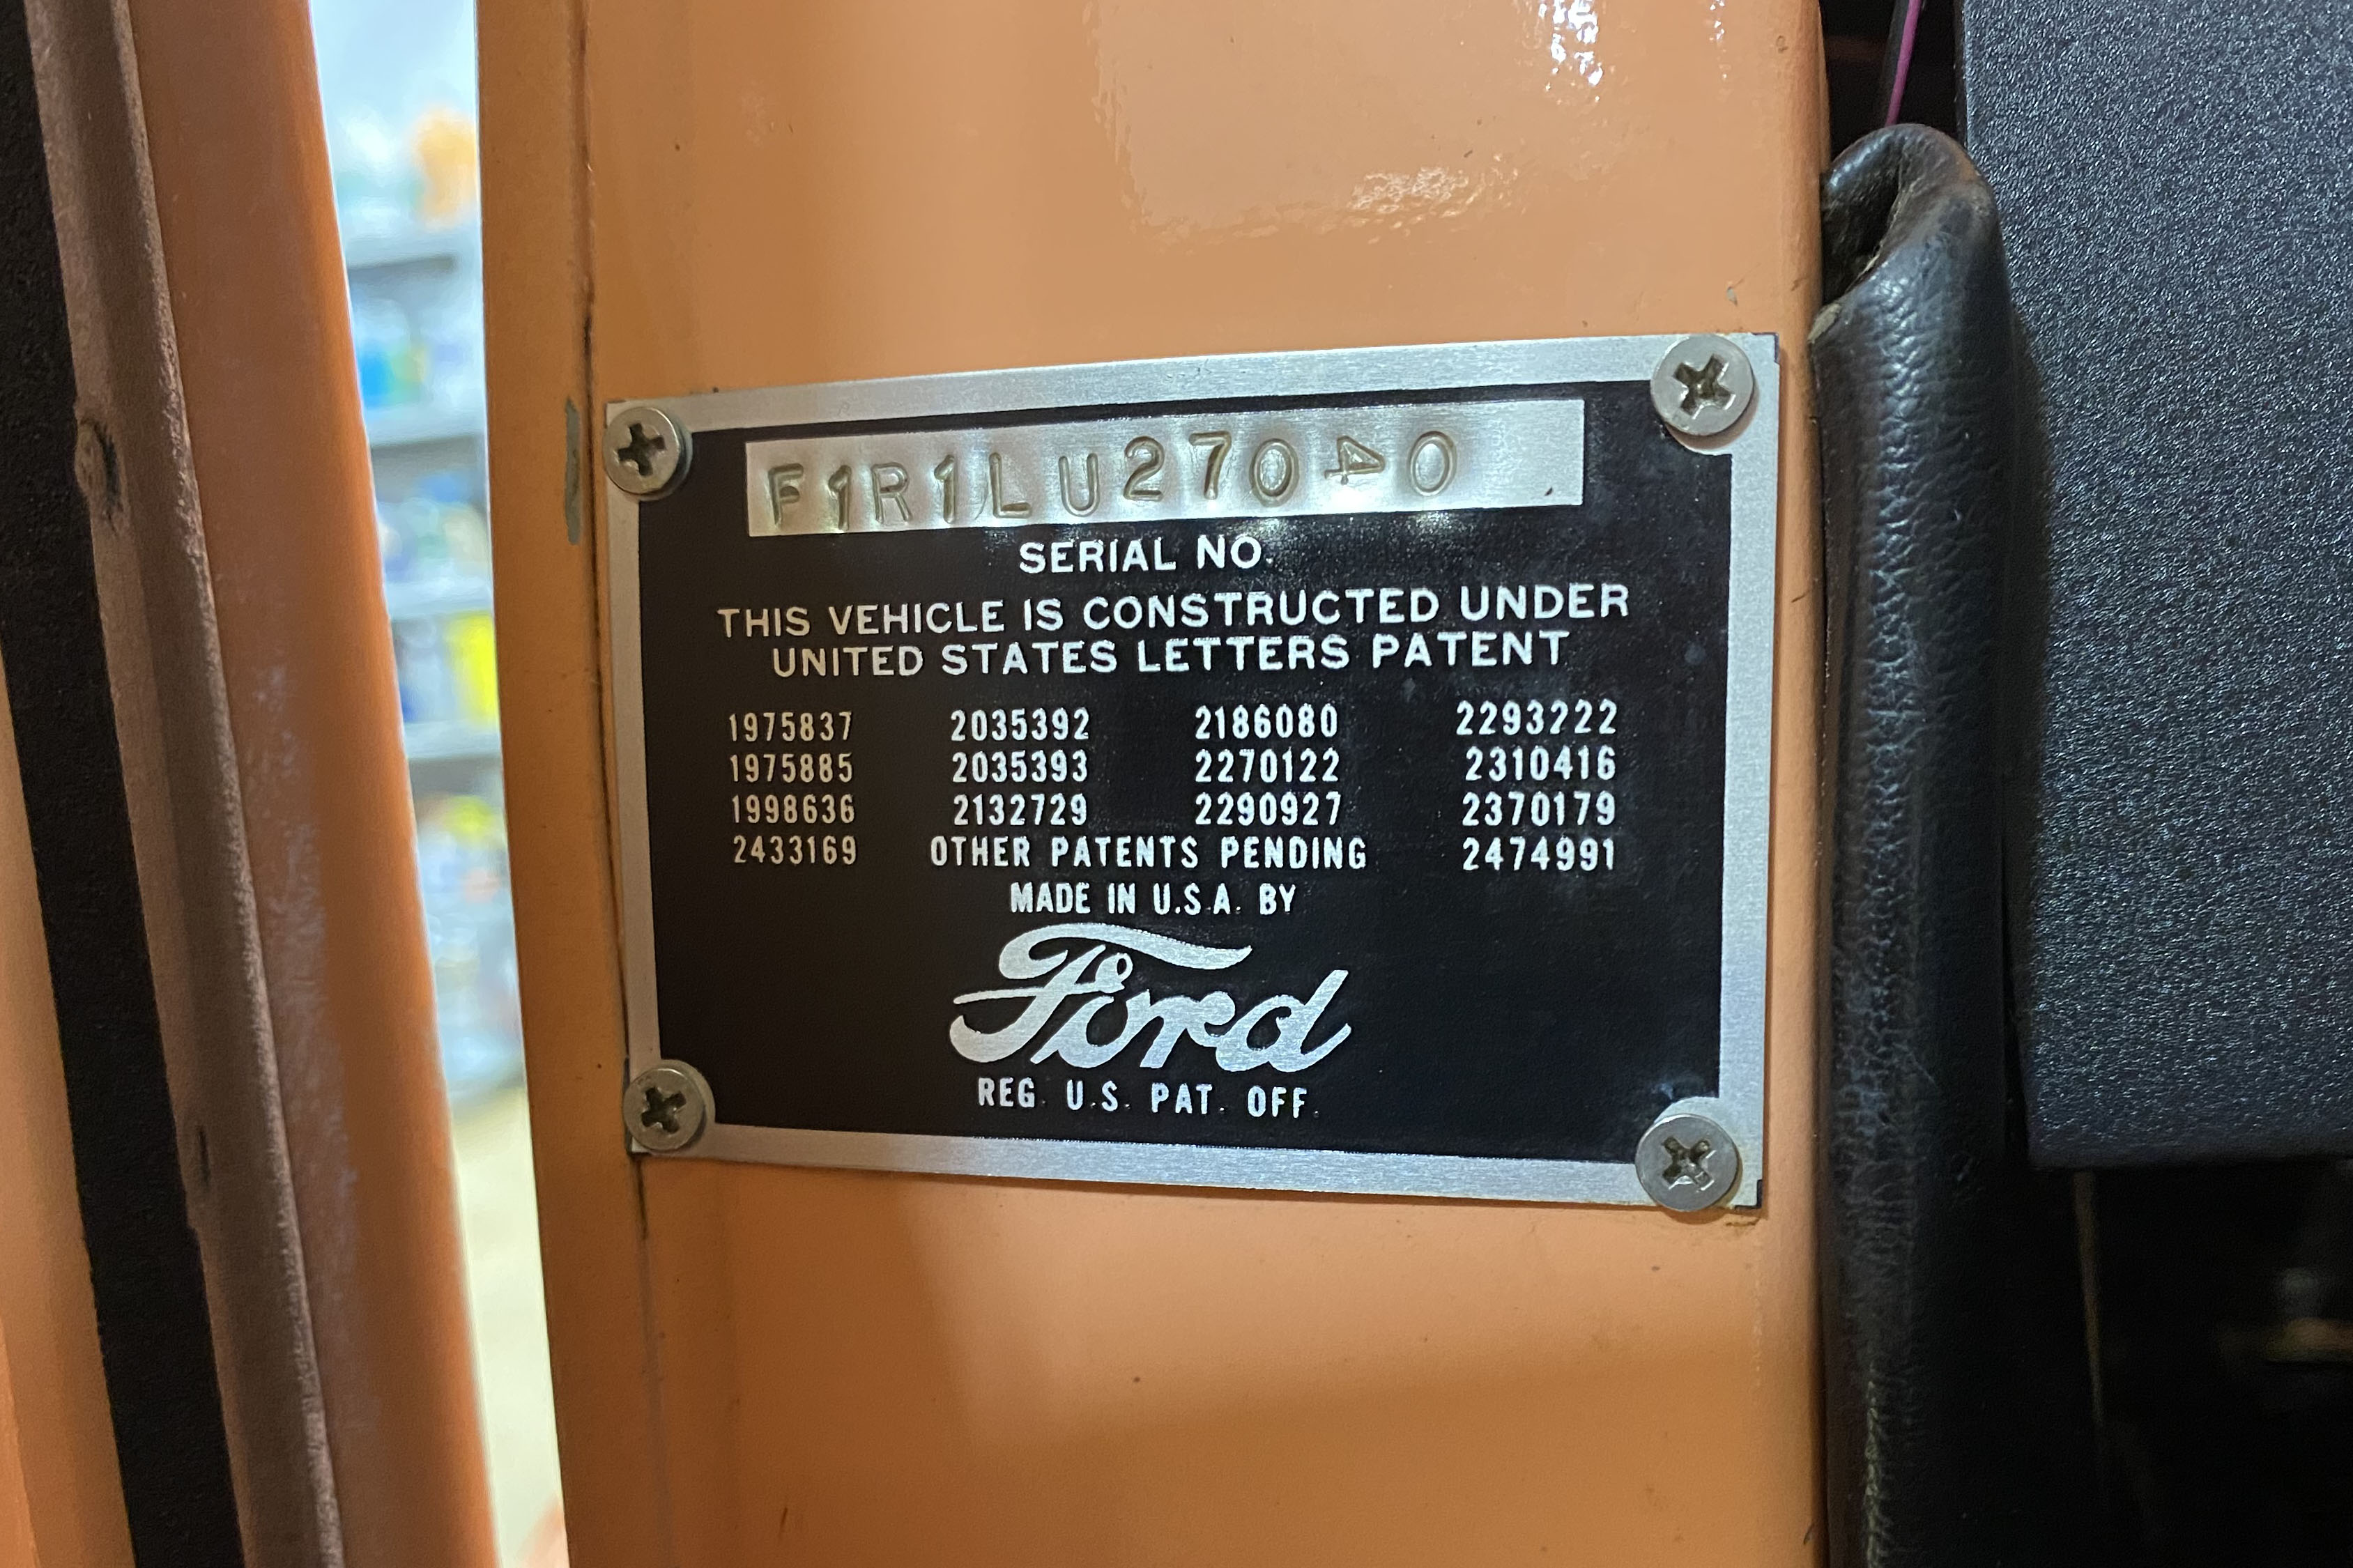 F1R1LU27040
SERIAL NO.
THIS VEHICLE IS CONSTRUCTED UNDER
UNITED STATES LETTERS PATENT
1975837 2035392 2186080 2293222
1975885 2035393 2270122 2310416
1998636 2132729 2290927 2370179
2433169 OTHER PATENTS PENDING 2474991
MADE IN U.S.A. BY
Ford
REG. U.S. PAT. OFF.